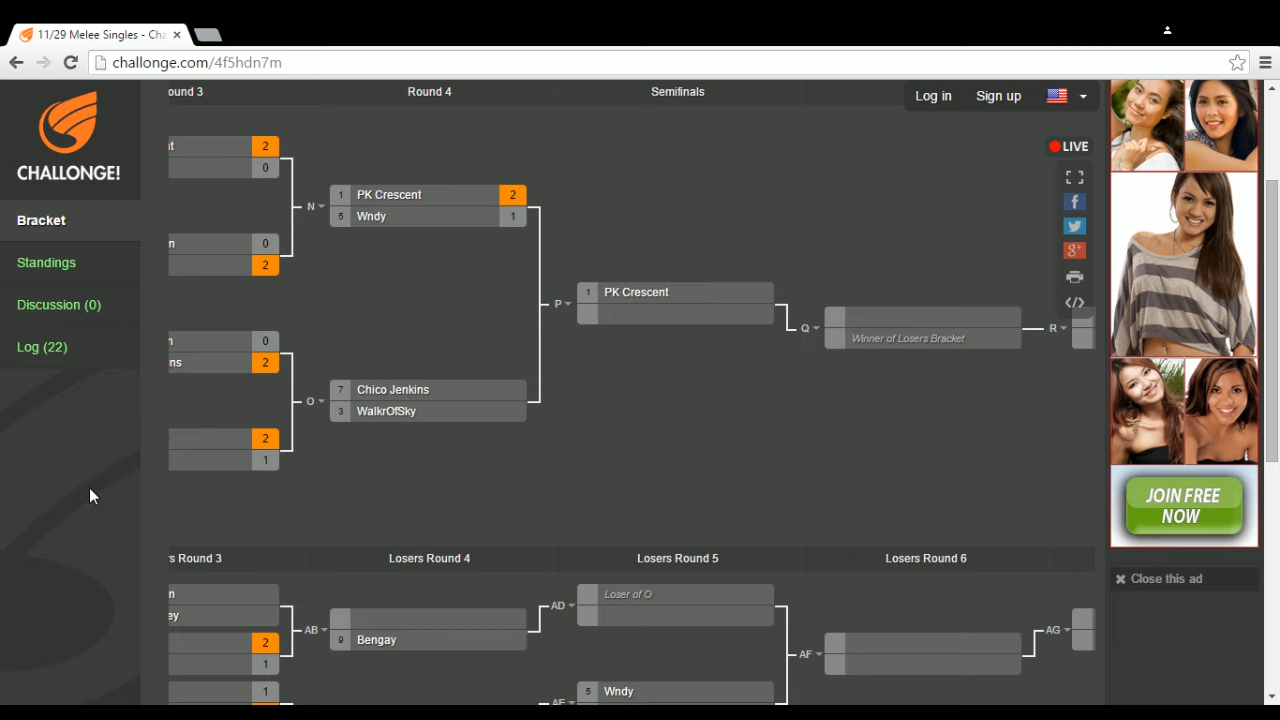 11/29 Melee Singles - Cha
challonge.com/4f5hdn7m
CHALLONGE!
Bracket
Standings
Discussion (0)
Log (22)
ound 3
Round 4
Semifinals
Log in
Sign up
LIVE
nt 2
0
n 0
2
n 0
ns 2
2
1
N
1 PK Crescent 2
5 Wndy 1
O
7 Chico Jenkins
3 WalkrOfSky
P
1 PK Crescent
Q
Winner of Losers Bracket
R
s Round 3
Losers Round 4
Losers Round 5
Losers Round 6
n
ey
2
1
1
AB
9 Bengay
AD
Loser of O
AE
5 Wndy
AF
AG
JOIN FREE
NOW
Close this ad